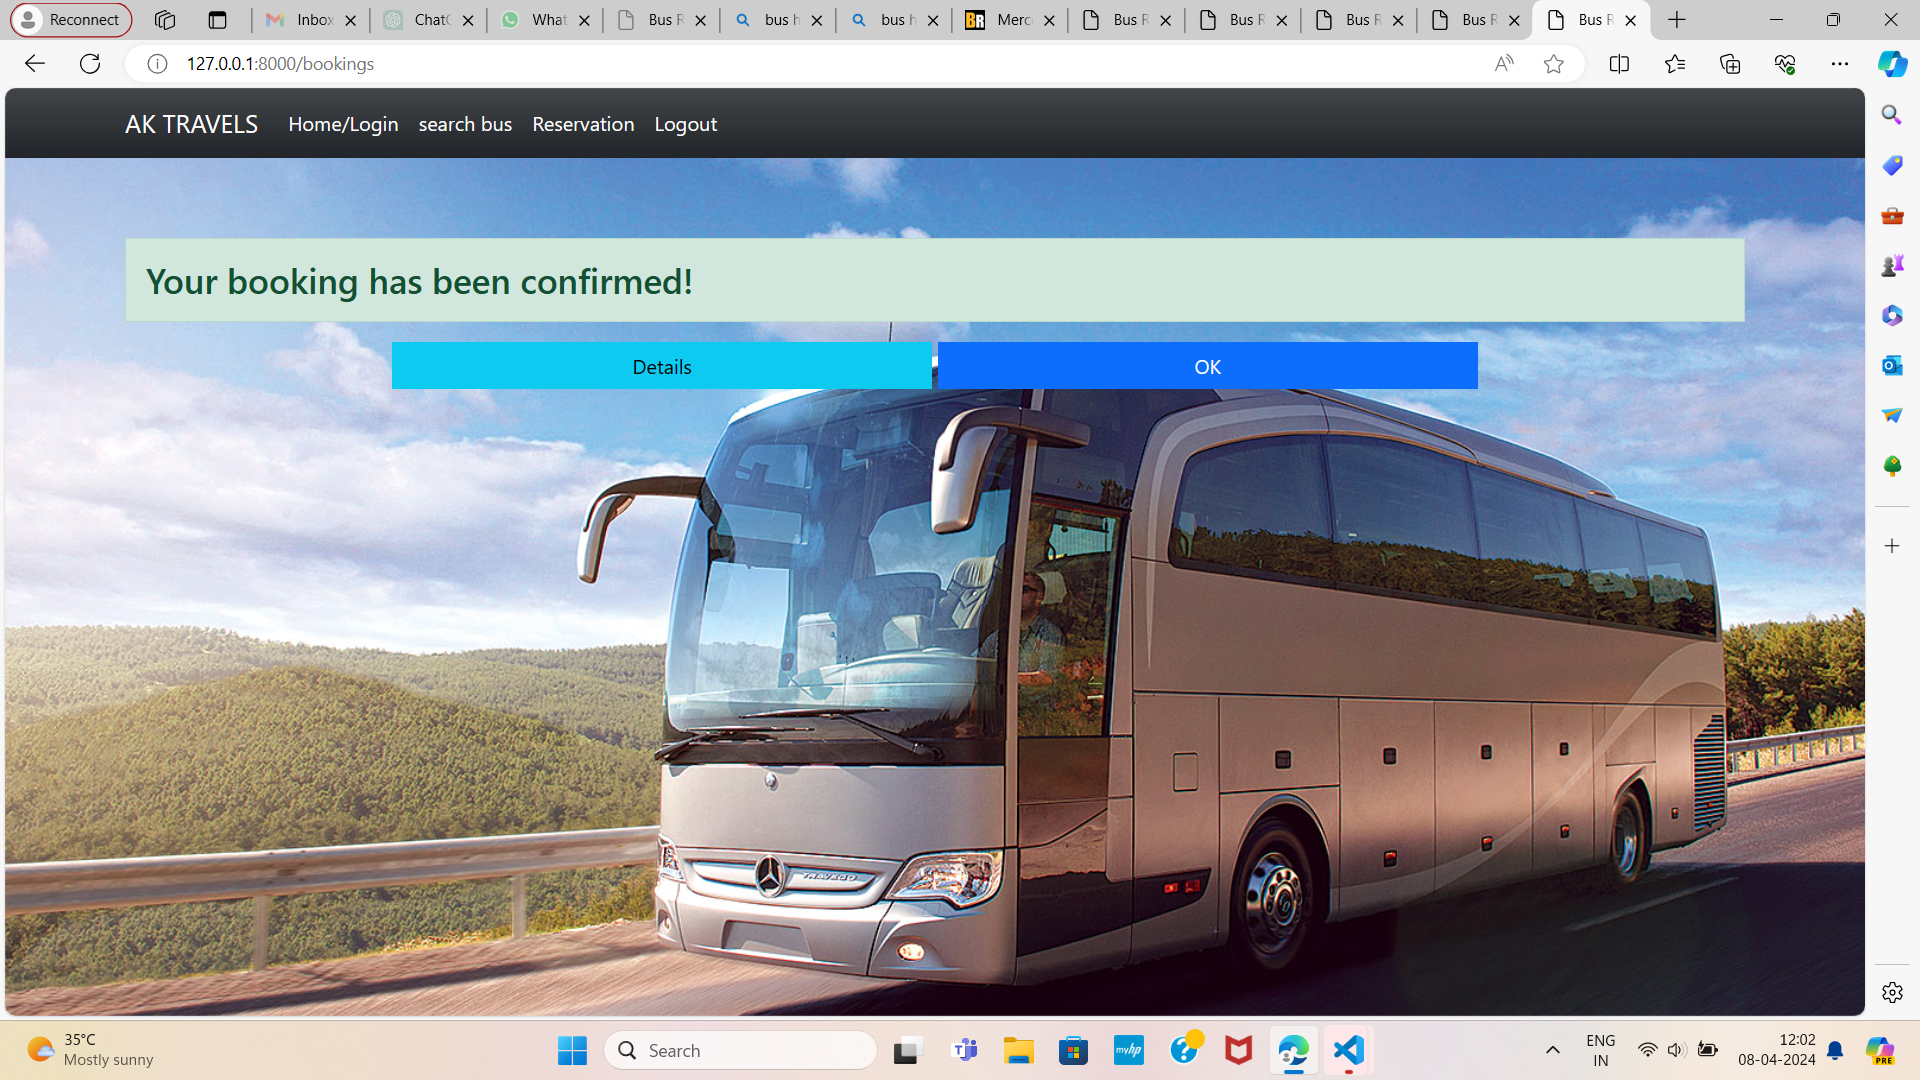 Reconnect
Inbox
ChatG
What
Bus R
bus h
bus h
Merc
Bus R
Bus R
Bus R
Bus R
Bus R
127.0.0.1:8000/bookings
AK TRAVELS
Home/Login
search bus
Reservation
Logout
Your booking has been confirmed!
Details
OK
TRAVEGO
35°C
Mostly sunny
Search
ENG
IN
12:02
08-04-2024